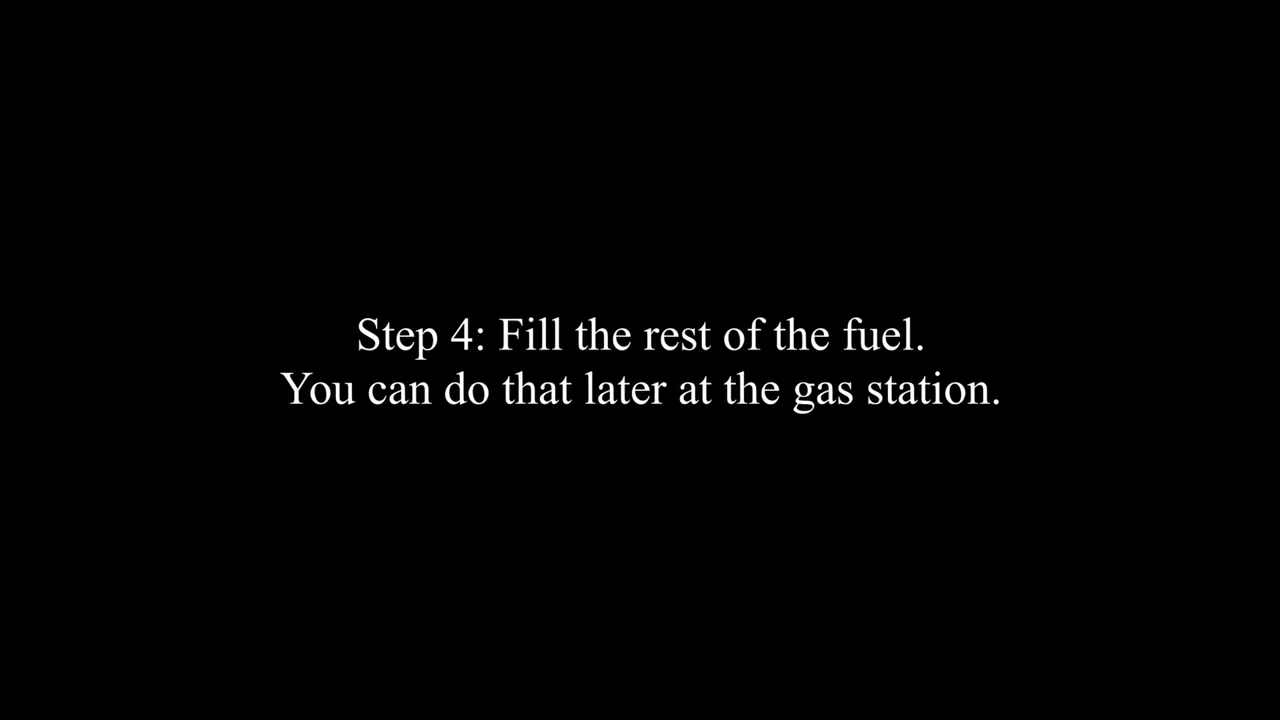 Step 4: Fill the rest of the fuel.
You can do that later at the gas station.